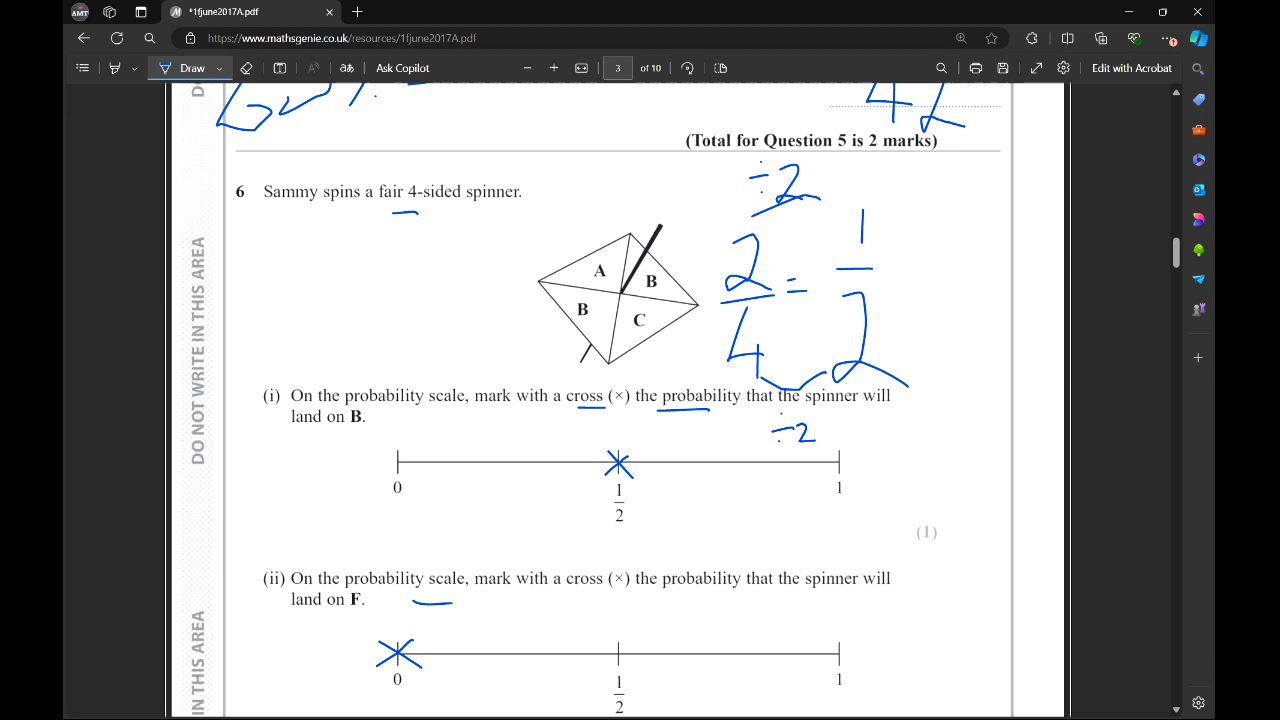 AMT
*1fjune2017A.pdf
https://www.mathsgenie.co.uk/resources/1fjune2017A.pdf
Draw
Ask Copilot
3 of 10
Edit with Acrobat
42
(Total for Question 5 is 2 marks)
6 Sammy spins a fair 4-sided spinner.
÷2
A
B
B
C
2/4 = 1/2
÷2
(i) On the probability scale, mark with a cross (×) the probability that the spinner will
land on B.
0
1/2
1
(1)
(ii) On the probability scale, mark with a cross (×) the probability that the spinner will
land on F.
0
1/2
1
DO NOT WRITE IN THIS AREA
IN THIS AREA